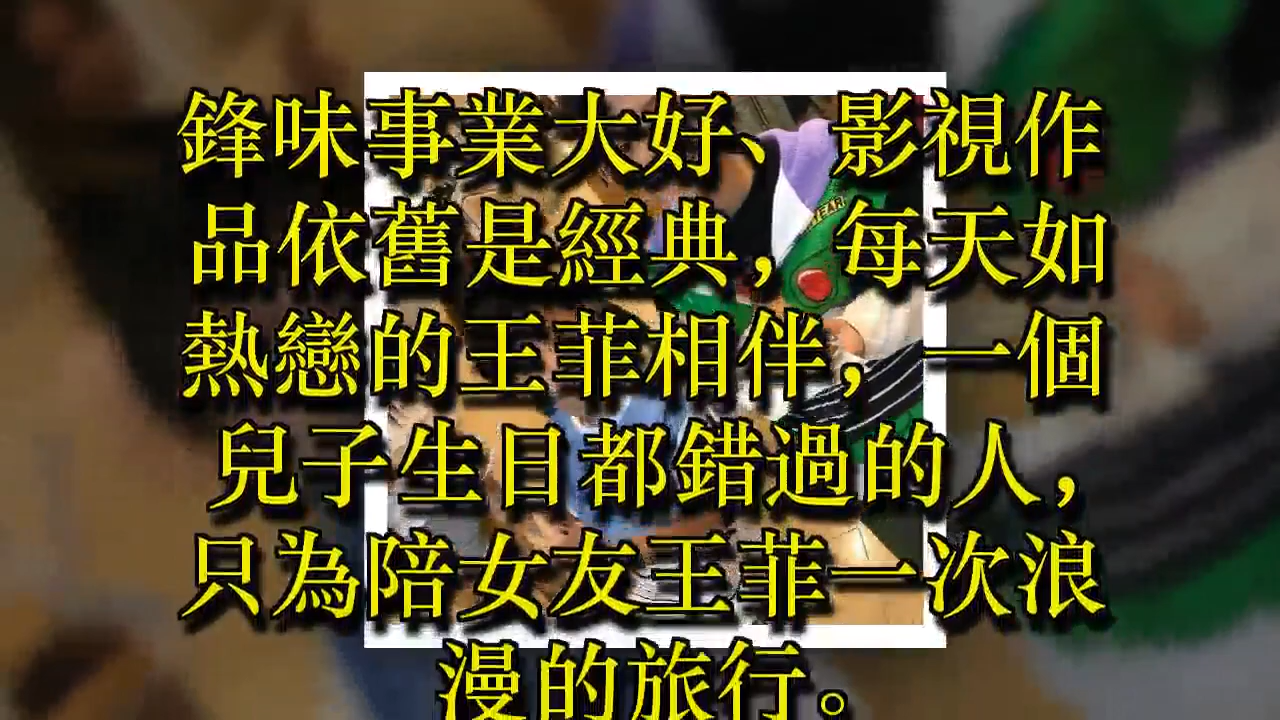 鋒味事業大好、影視作
品依舊是經典，每天如
熱戀的王菲相伴，一個
兒子生日都錯過的人，
只為陪女友王菲一次浪
漫的旅行。
YEAR